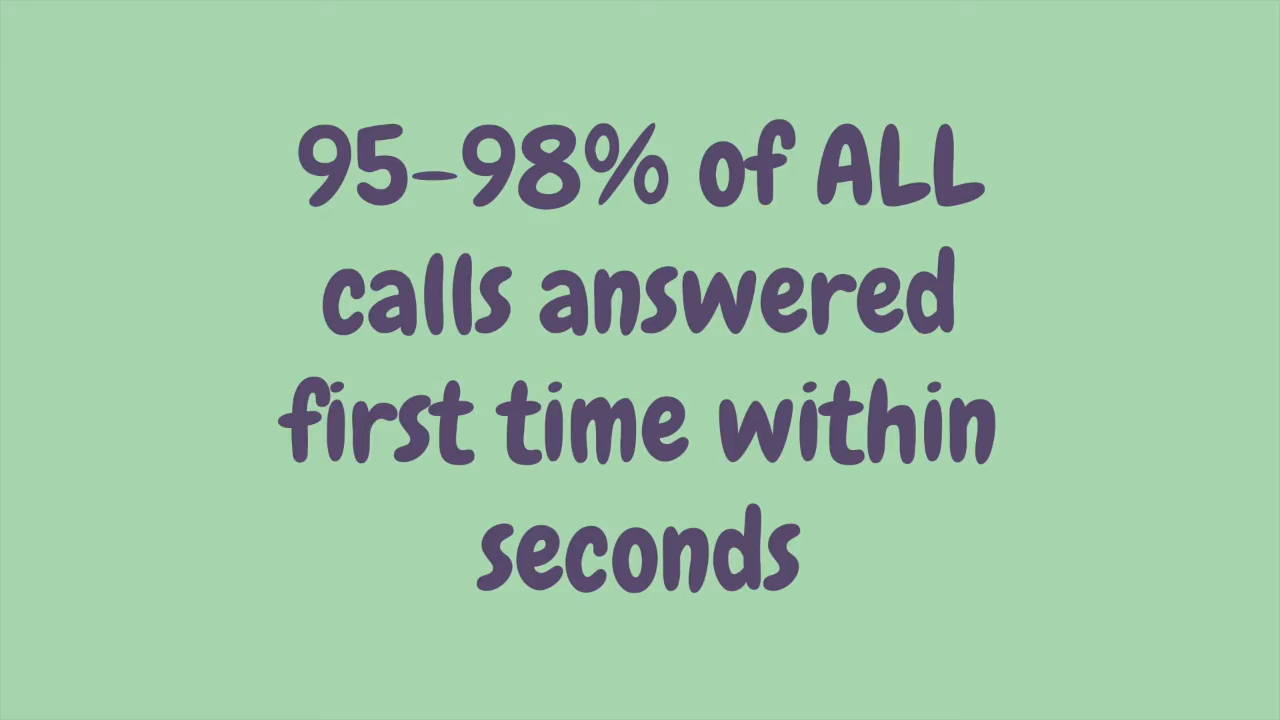 95-98% of ALL
calls answered
first time within
seconds